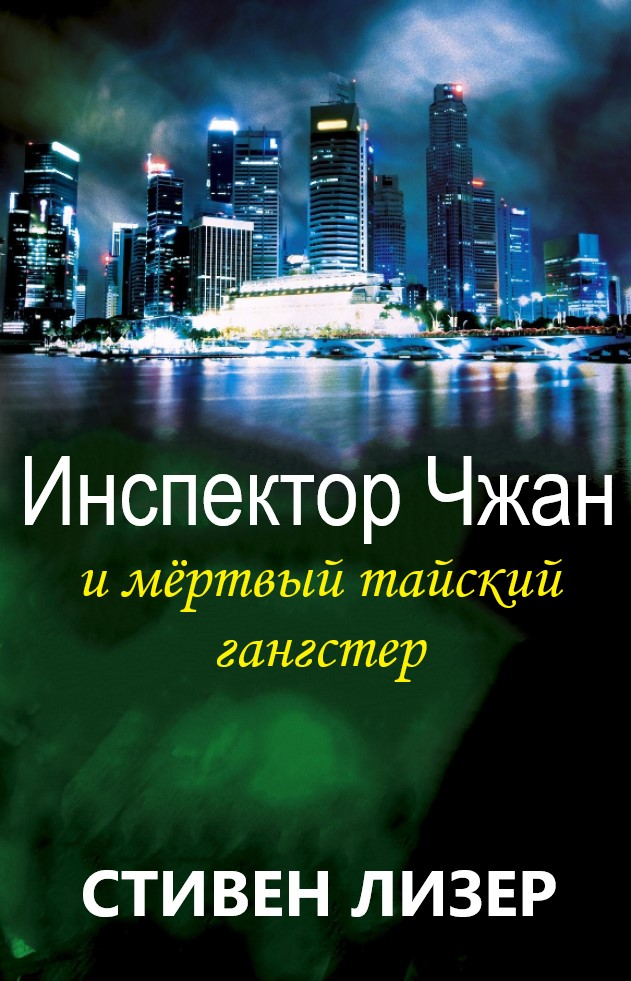 Инспектор Чжан
и мёртвый тайский
гангстер
СТИВЕН ЛИЗЕР